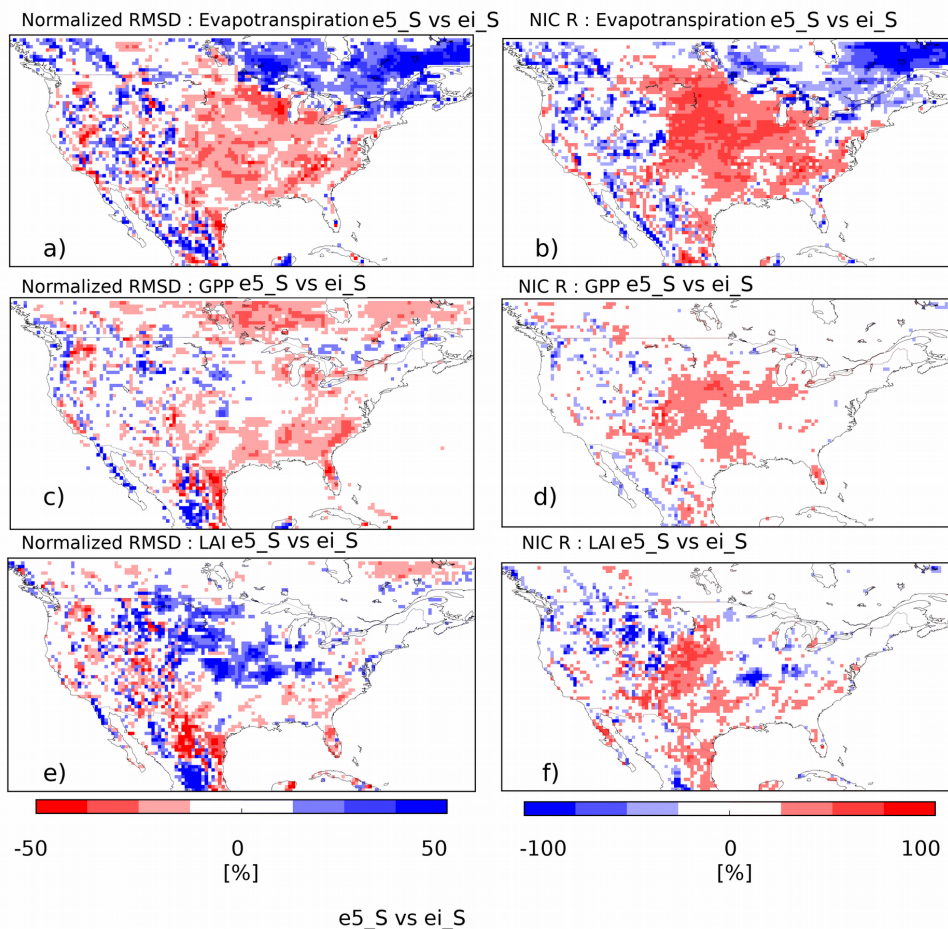 Normalized RMSD : Evapotranspiration e5_S vs ei_S
NIC R : Evapotranspiration e5_S vs ei_S
a)
b)
Normalized RMSD : GPP e5_S vs ei_S
NIC R : GPP e5_S vs ei_S
c)
d)
Normalized RMSD : LAI e5_S vs ei_S
NIC R : LAI e5_S vs ei_S
e)
f)
-50 0 50
[%]
-100 0 100
[%]
e5_S vs ei_S